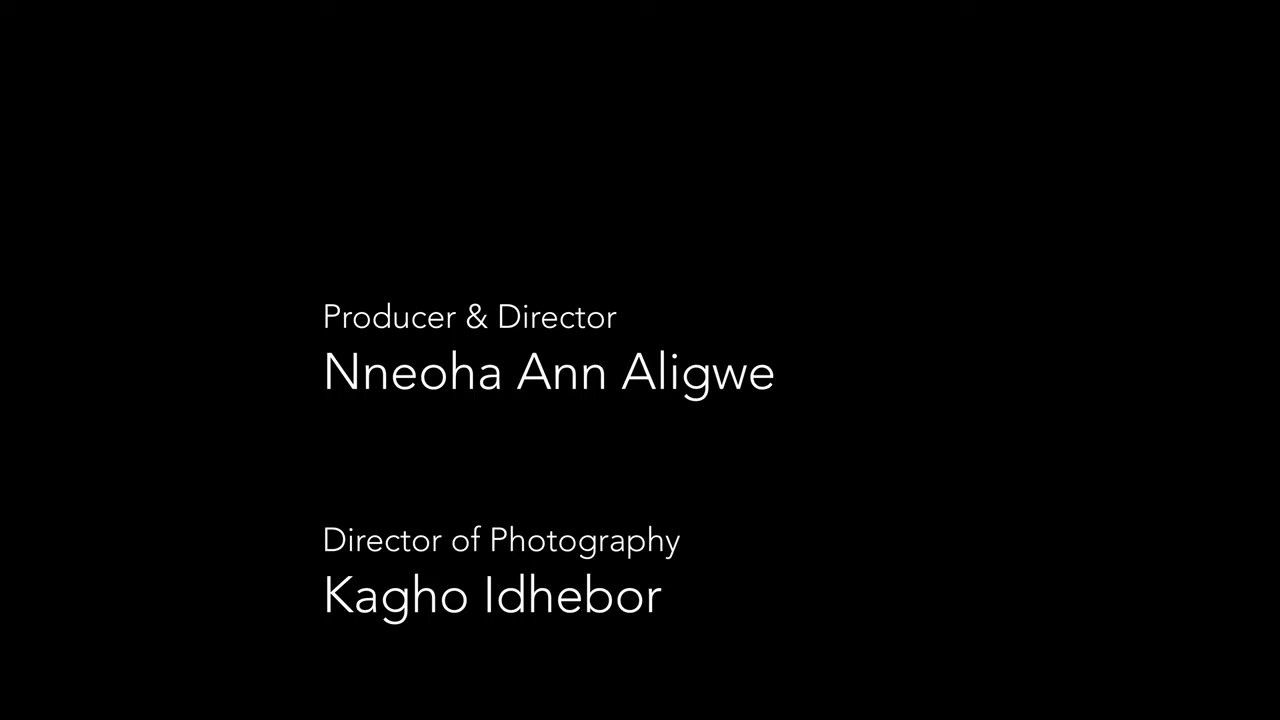 Producer & Director
Nneoha Ann Aligwe
Director of Photography
Kagho Idhebor